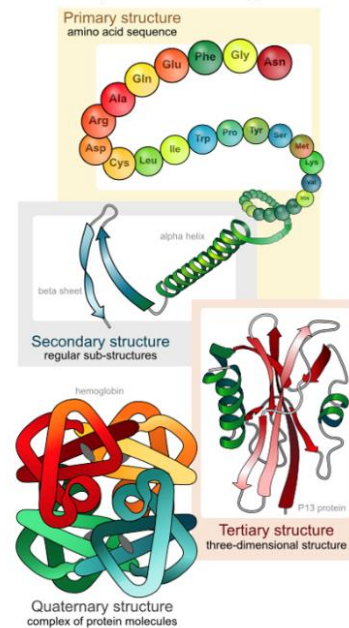 Primary structure
amino acid sequence
Asn
Gly
Phe
Glu
Gln
Ala
Arg
Asp
Cys
Leu
Ile
Trp
Pro
Tyr
Ser
Met
Lys
Val
His
alpha helix
beta sheet
Secondary structure
regular sub-structures
P13 protein
Tertiary structure
three-dimensional structure
hemoglobin
Quaternary structure
complex of protein molecules